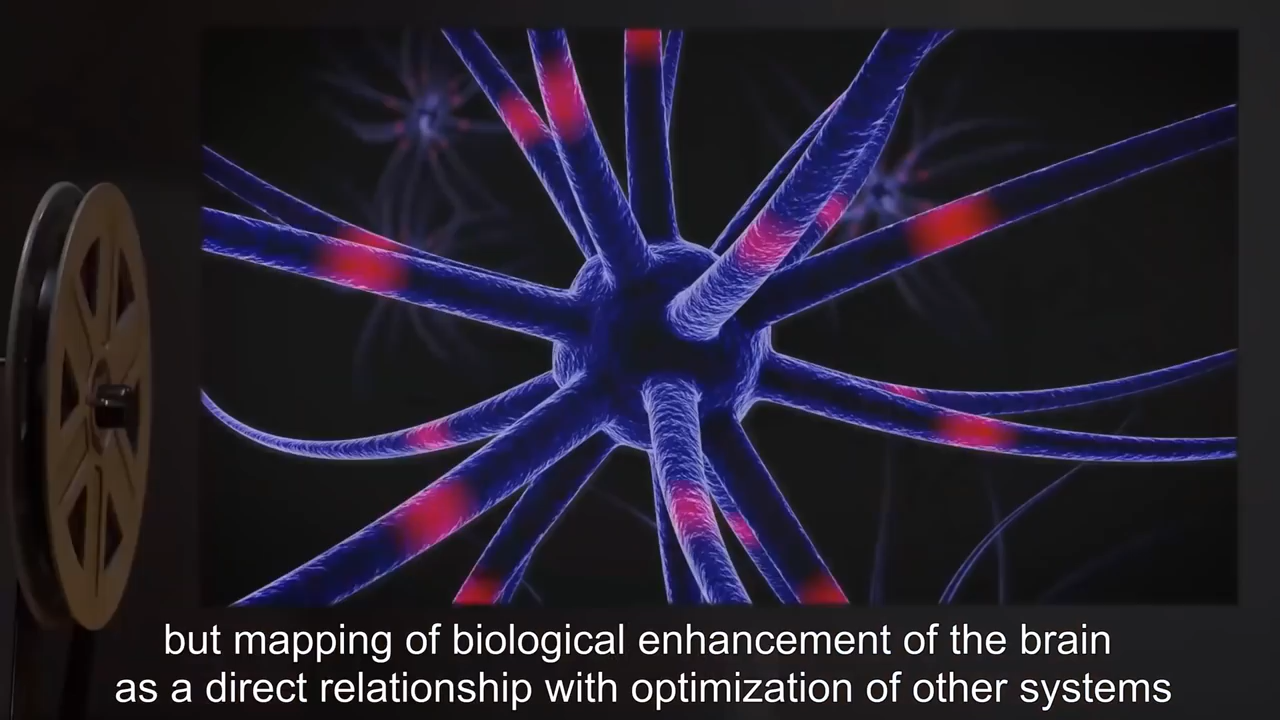 but mapping of biological enhancement of the brain
as a direct relationship with optimization of other systems